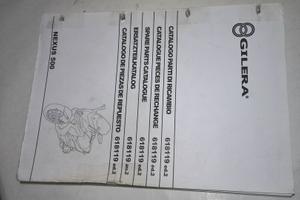 GILERA
CATALOGO PARTI DI RICAMBIO 618119 ed.3
CATALOGUE PIECES DE RECHANGE 618119 ed.3
SPARE PARTS CATALOGUE 618119 ed.3
ERSATZTEILKATALOG 618119 ed.3
CATALOGO DE PIEZAS DE REPUESTO 618119 ed.3
NEXUS 500